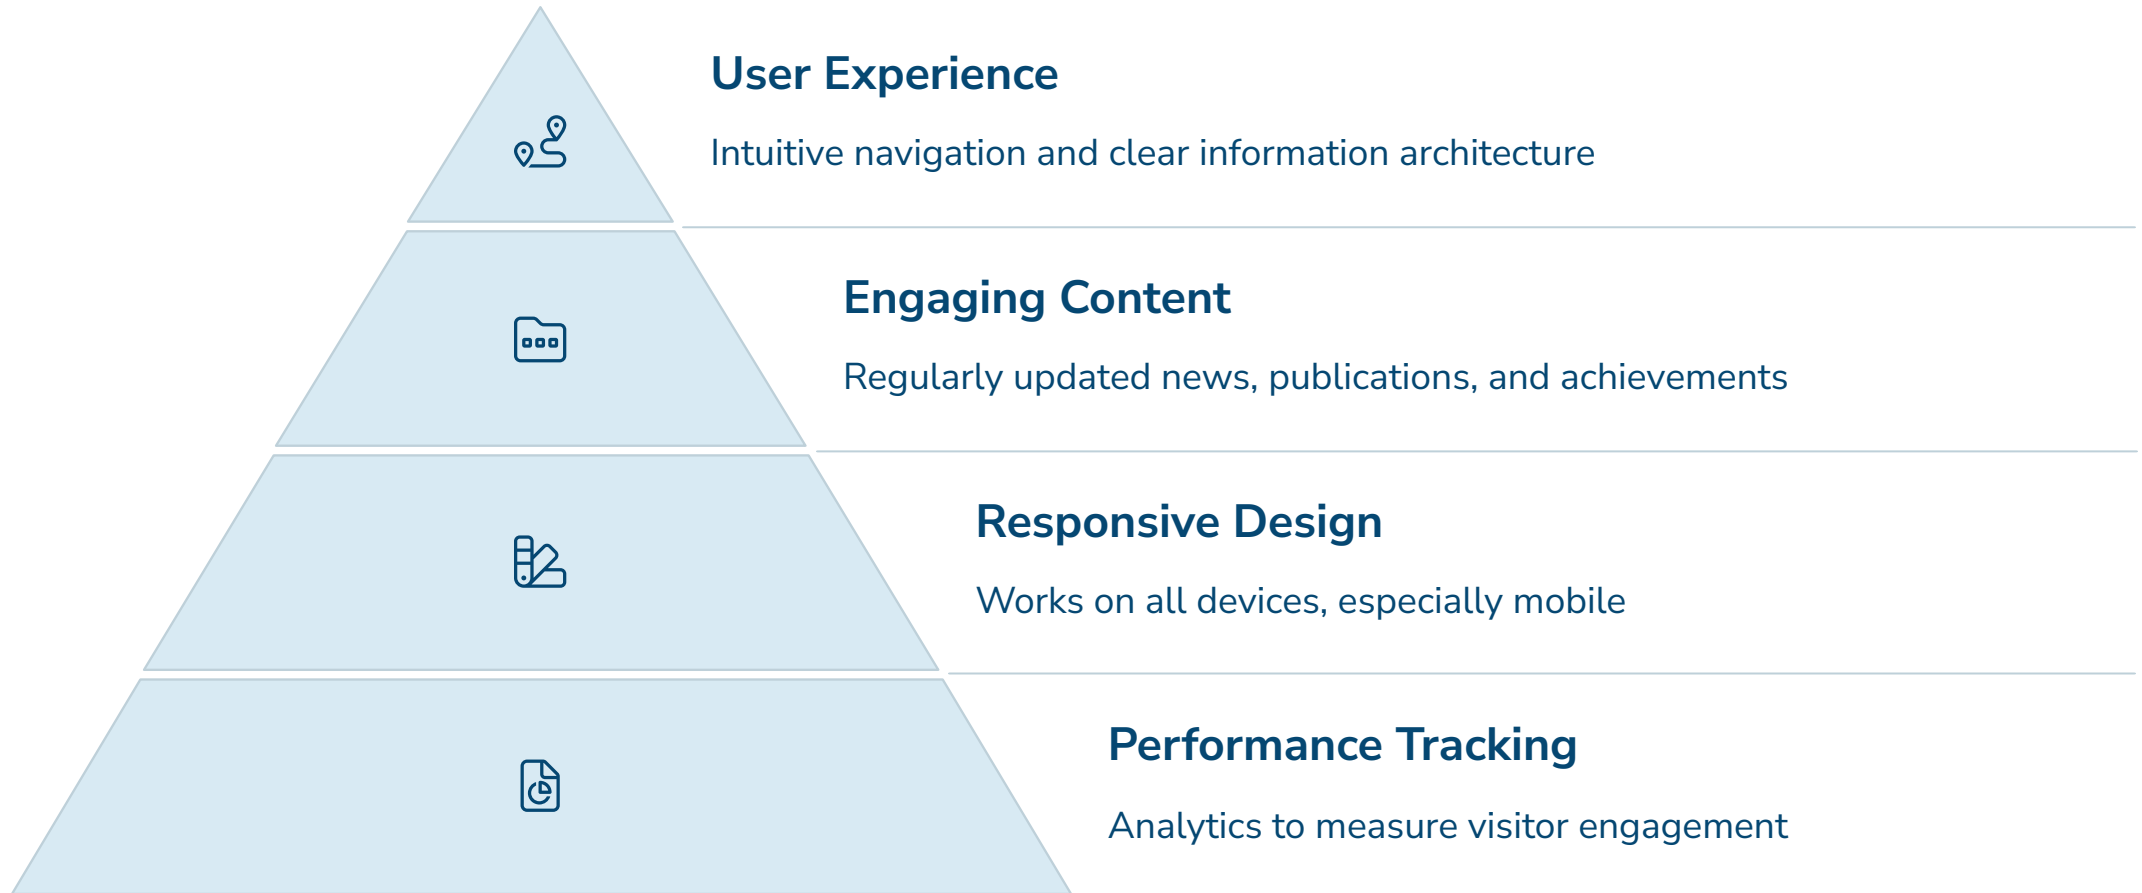 User Experience
Intuitive navigation and clear information architecture
Engaging Content
Regularly updated news, publications, and achievements
Responsive Design
Works on all devices, especially mobile
Performance Tracking
Analytics to measure visitor engagement